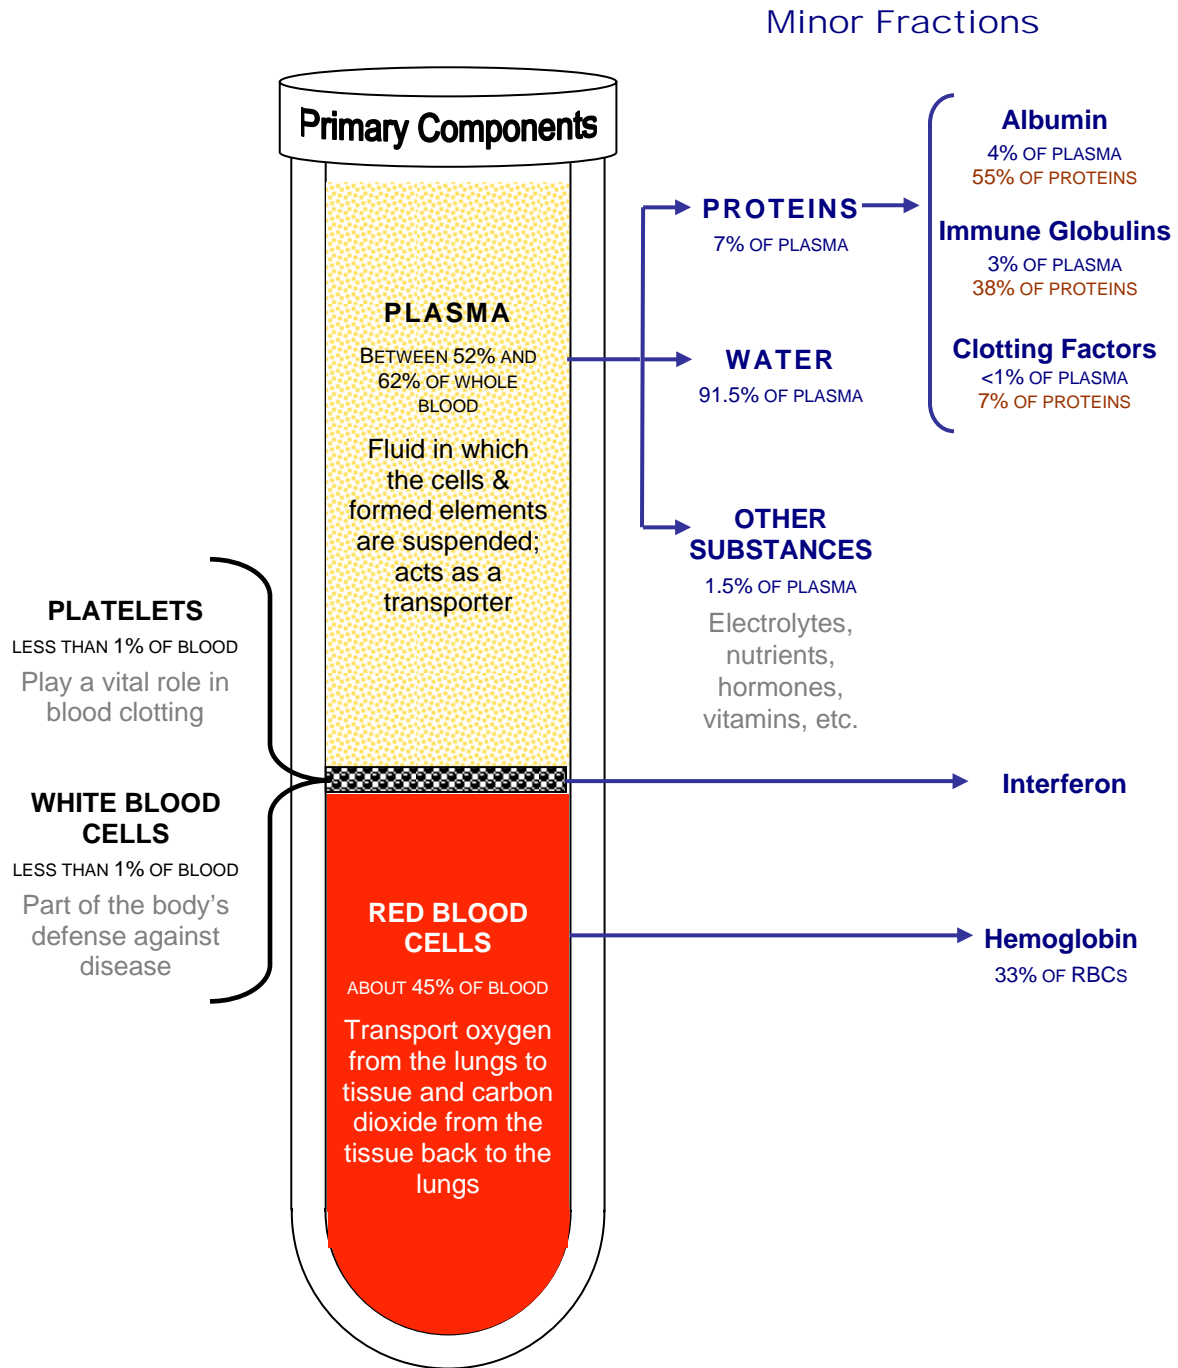 Minor Fractions
Primary Components
PLASMA
BETWEEN 52% AND
62% OF WHOLE
BLOOD
Fluid in which
the cells &
formed elements
are suspended;
acts as a
transporter
PROTEINS
7% OF PLASMA
WATER
91.5% OF PLASMA
OTHER
SUBSTANCES
1.5% OF PLASMA
Electrolytes,
nutrients,
hormones,
vitamins, etc.
Albumin
4% OF PLASMA
55% OF PROTEINS
Immune Globulins
3% OF PLASMA
38% OF PROTEINS
Clotting Factors
<1% OF PLASMA
7% OF PROTEINS
PLATELETS
LESS THAN 1% OF BLOOD
Play a vital role in
blood clotting
WHITE BLOOD
CELLS
LESS THAN 1% OF BLOOD
Part of the body’s
defense against
disease
Interferon
RED BLOOD
CELLS
ABOUT 45% OF BLOOD
Transport oxygen
from the lungs to
tissue and carbon
dioxide from the
tissue back to the
lungs
Hemoglobin
33% OF RBCS